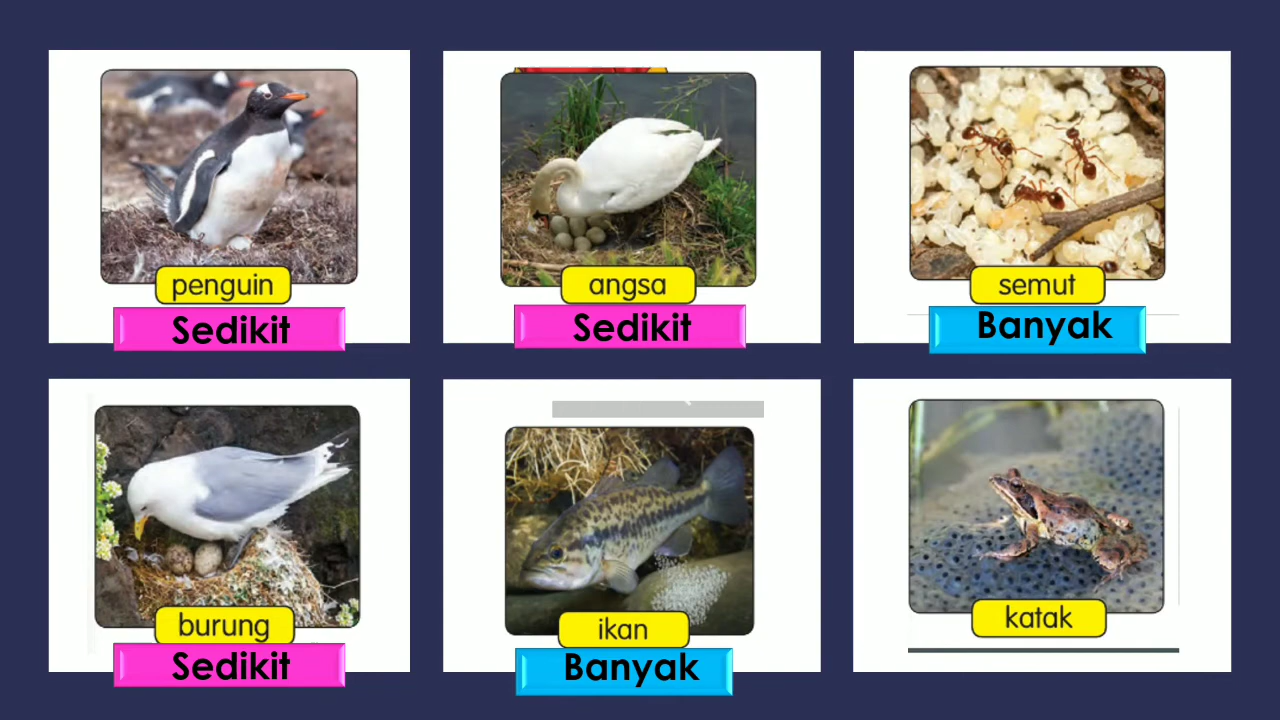 penguin
Sedikit
angsa
Sedikit
semut
Banyak
burung
Sedikit
ikan
Banyak
katak